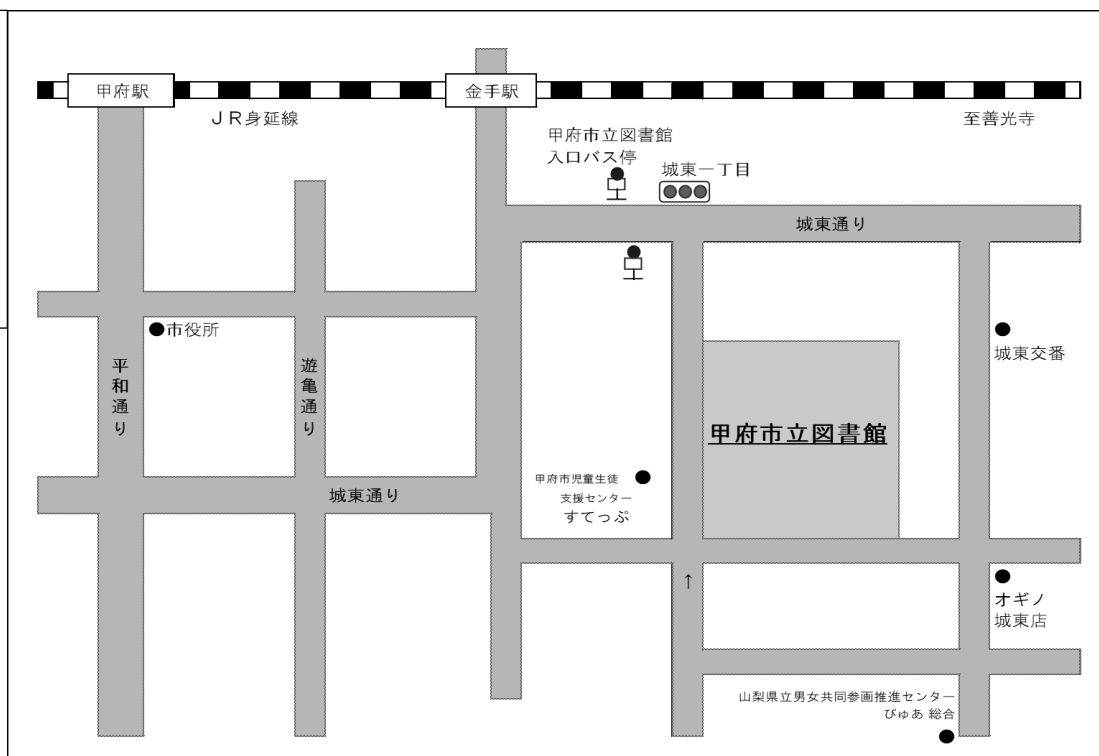 甲府駅
金手駅
ＪＲ身延線
至善光寺
甲府市立図書館
入口バス停
城東一丁目
城東通り
市役所
城東交番
平和通り
遊亀通り
甲府市立図書館
甲府市児童生徒
支援センター
すてっぷ
城東通り
↑
オギノ
城東店
山梨県立男女共同参画推進センター
ぴゅあ 総合